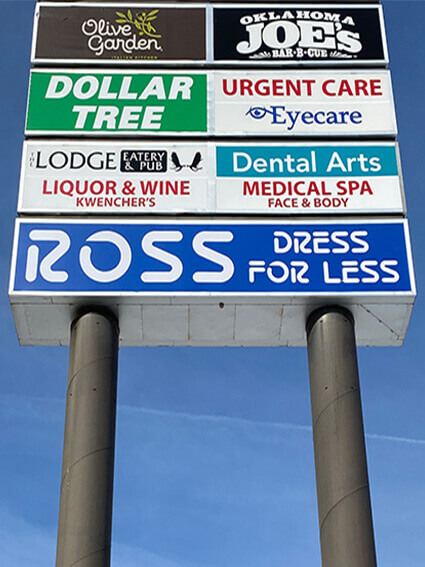 Olive Garden
ITALIAN KITCHEN
OKLAHOMA
JOE'S
BAR-B-CUE
DOLLAR TREE
URGENT CARE
Eyecare
THE LODGE EATERY & PUB
LIQUOR & WINE
KWENCHER'S
Dental Arts
MEDICAL SPA
FACE & BODY
ROSS DRESS FOR LESS